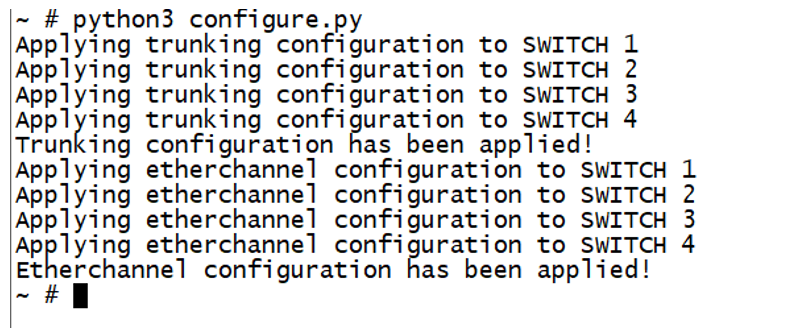 ~ # python3 configure.py
Applying trunking configuration to SWITCH 1
Applying trunking configuration to SWITCH 2
Applying trunking configuration to SWITCH 3
Applying trunking configuration to SWITCH 4
Trunking configuration has been applied!
Applying etherchannel configuration to SWITCH 1
Applying etherchannel configuration to SWITCH 2
Applying etherchannel configuration to SWITCH 3
Applying etherchannel configuration to SWITCH 4
Etherchannel configuration has been applied!
~ #